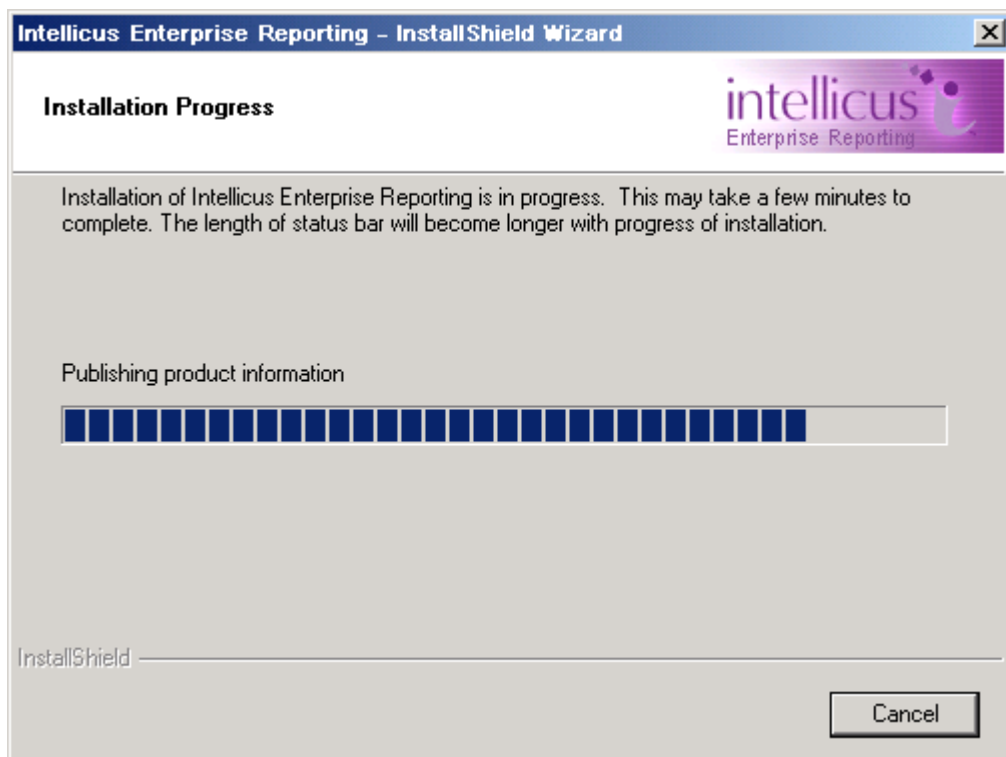 Intellicus Enterprise Reporting - InstallShield Wizard
Installation Progress
intellicus
Enterprise Reporting
Installation of Intellicus Enterprise Reporting is in progress.  This may take a few minutes to
complete. The length of status bar will become longer with progress of installation.
Publishing product information
InstallShield
Cancel